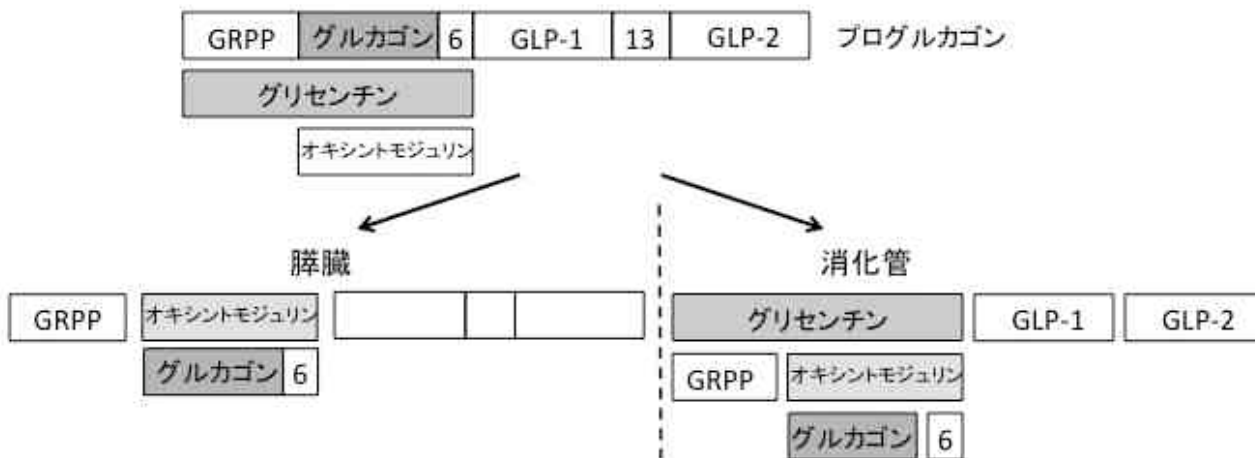 GRPP グルカゴン 6 GLP-1 13 GLP-2 プログルカゴン
グリセンチン
オキシントモジュリン
膵臓
GRPP オキシントモジュリン
グルカゴン 6
消化管
グリセンチン GLP-1 GLP-2
GRPP オキシントモジュリン
グルカゴン 6